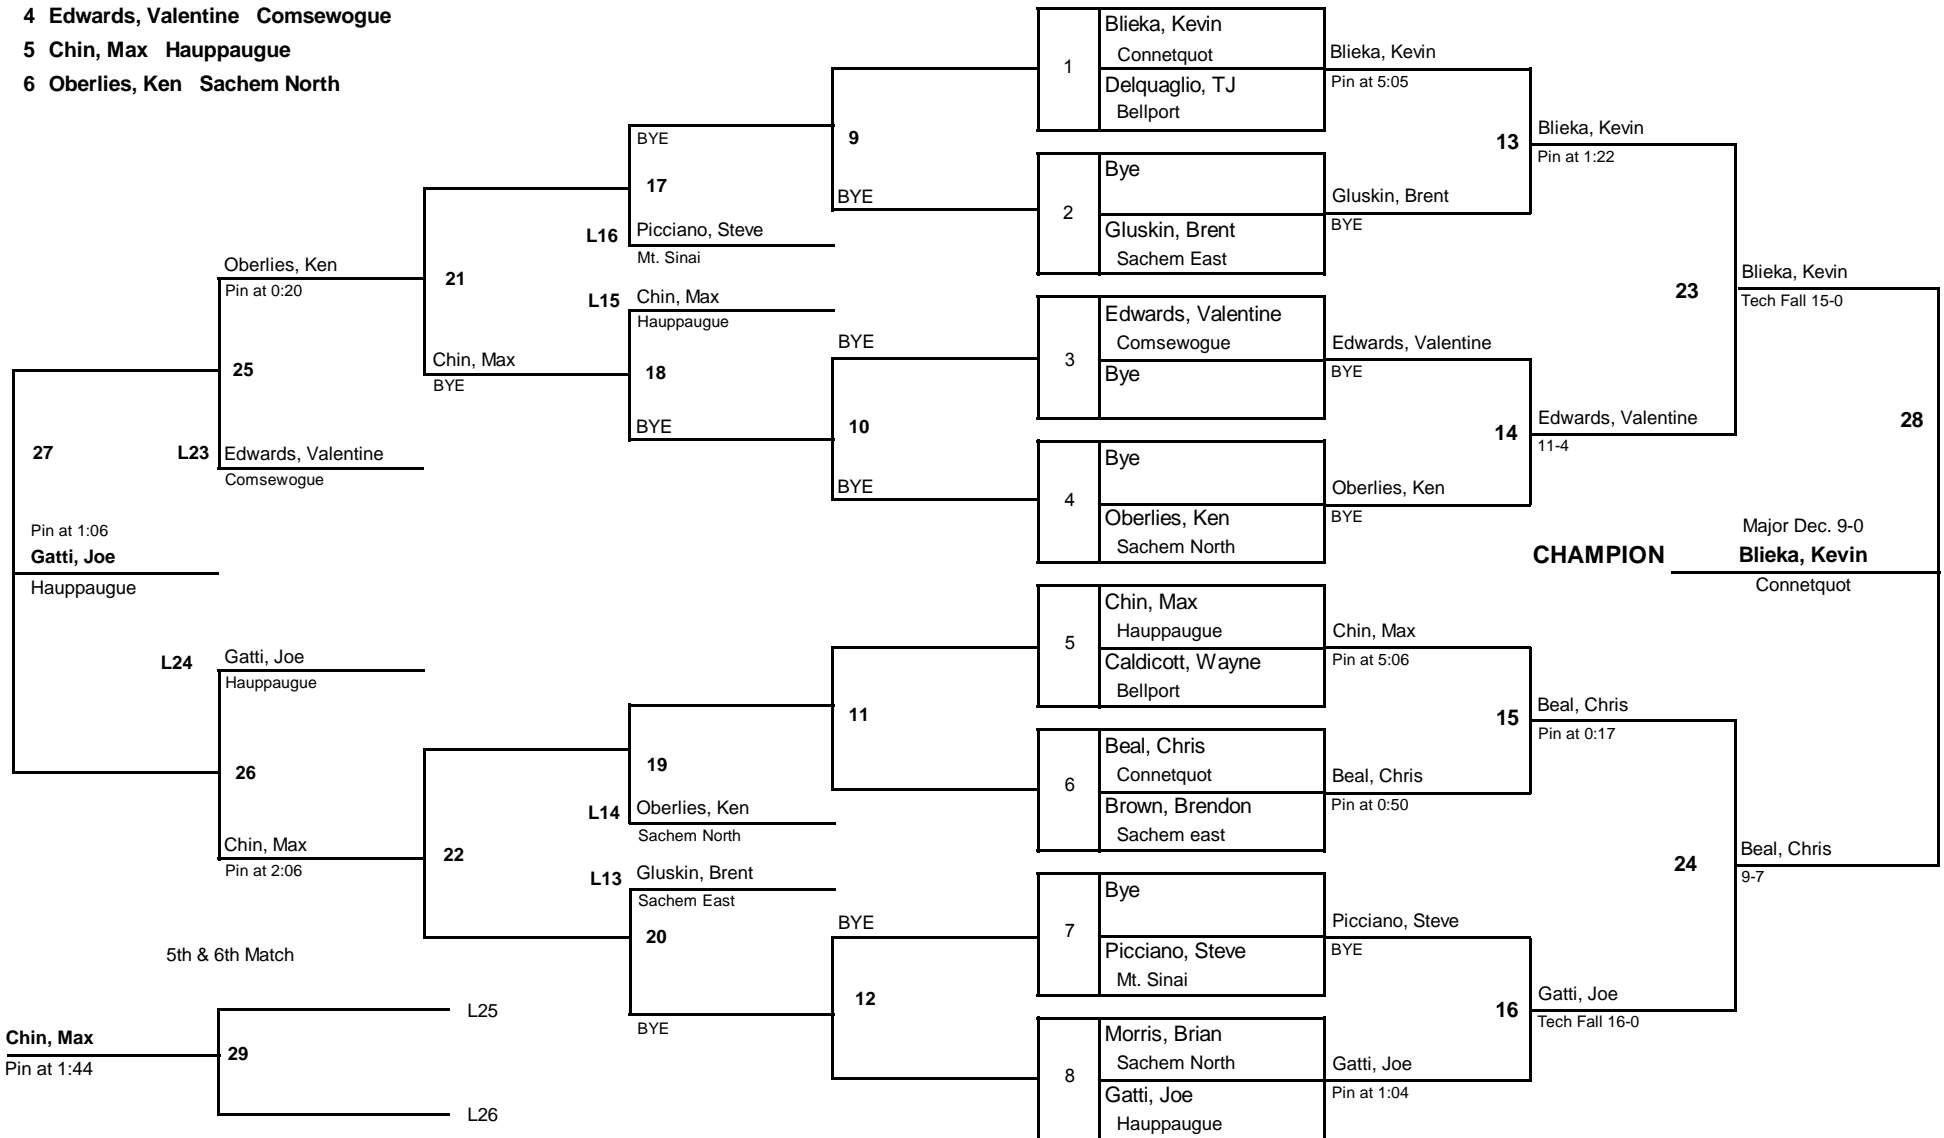 4 Edwards, Valentine Comsewogue
5 Chin, Max Hauppaugue
6 Oberlies, Ken Sachem North
1
Blieka, Kevin
Connetquot
Delquaglio, TJ
Bellport
Blieka, Kevin
Pin at 5:05
2
Bye
Gluskin, Brent
Sachem East
Gluskin, Brent
BYE
13
Blieka, Kevin
Pin at 1:22
3
Edwards, Valentine
Comsewogue
Bye
Edwards, Valentine
BYE
4
Bye
Oberlies, Ken
Sachem North
Oberlies, Ken
BYE
14
Edwards, Valentine
11-4
23
Blieka, Kevin
Tech Fall 15-0
28
Major Dec. 9-0
CHAMPION Blieka, Kevin
Connetquot
5
Chin, Max
Hauppaugue
Caldicott, Wayne
Bellport
Chin, Max
Pin at 5:06
6
Beal, Chris
Connetquot
Brown, Brendon
Sachem east
Beal, Chris
Pin at 0:50
15
Beal, Chris
Pin at 0:17
7
Bye
Picciano, Steve
Mt. Sinai
Picciano, Steve
BYE
8
Morris, Brian
Sachem North
Gatti, Joe
Hauppaugue
Gatti, Joe
Pin at 1:04
16
Gatti, Joe
Tech Fall 16-0
24
Beal, Chris
9-7
9
BYE
BYE
17
L16 Picciano, Steve
Mt. Sinai
L15 Chin, Max
Hauppaugue
18
BYE
BYE
10
BYE
21
Chin, Max
BYE
Oberlies, Ken
Pin at 0:20
25
L23 Edwards, Valentine
Comsewogue
27
Pin at 1:06
Gatti, Joe
Hauppaugue
L24 Gatti, Joe
Hauppaugue
26
Chin, Max
Pin at 2:06
11
19
L14 Oberlies, Ken
Sachem North
22
L13 Gluskin, Brent
Sachem East
20
BYE
BYE
12
5th & 6th Match
L25
Chin, Max
Pin at 1:44
29
L26